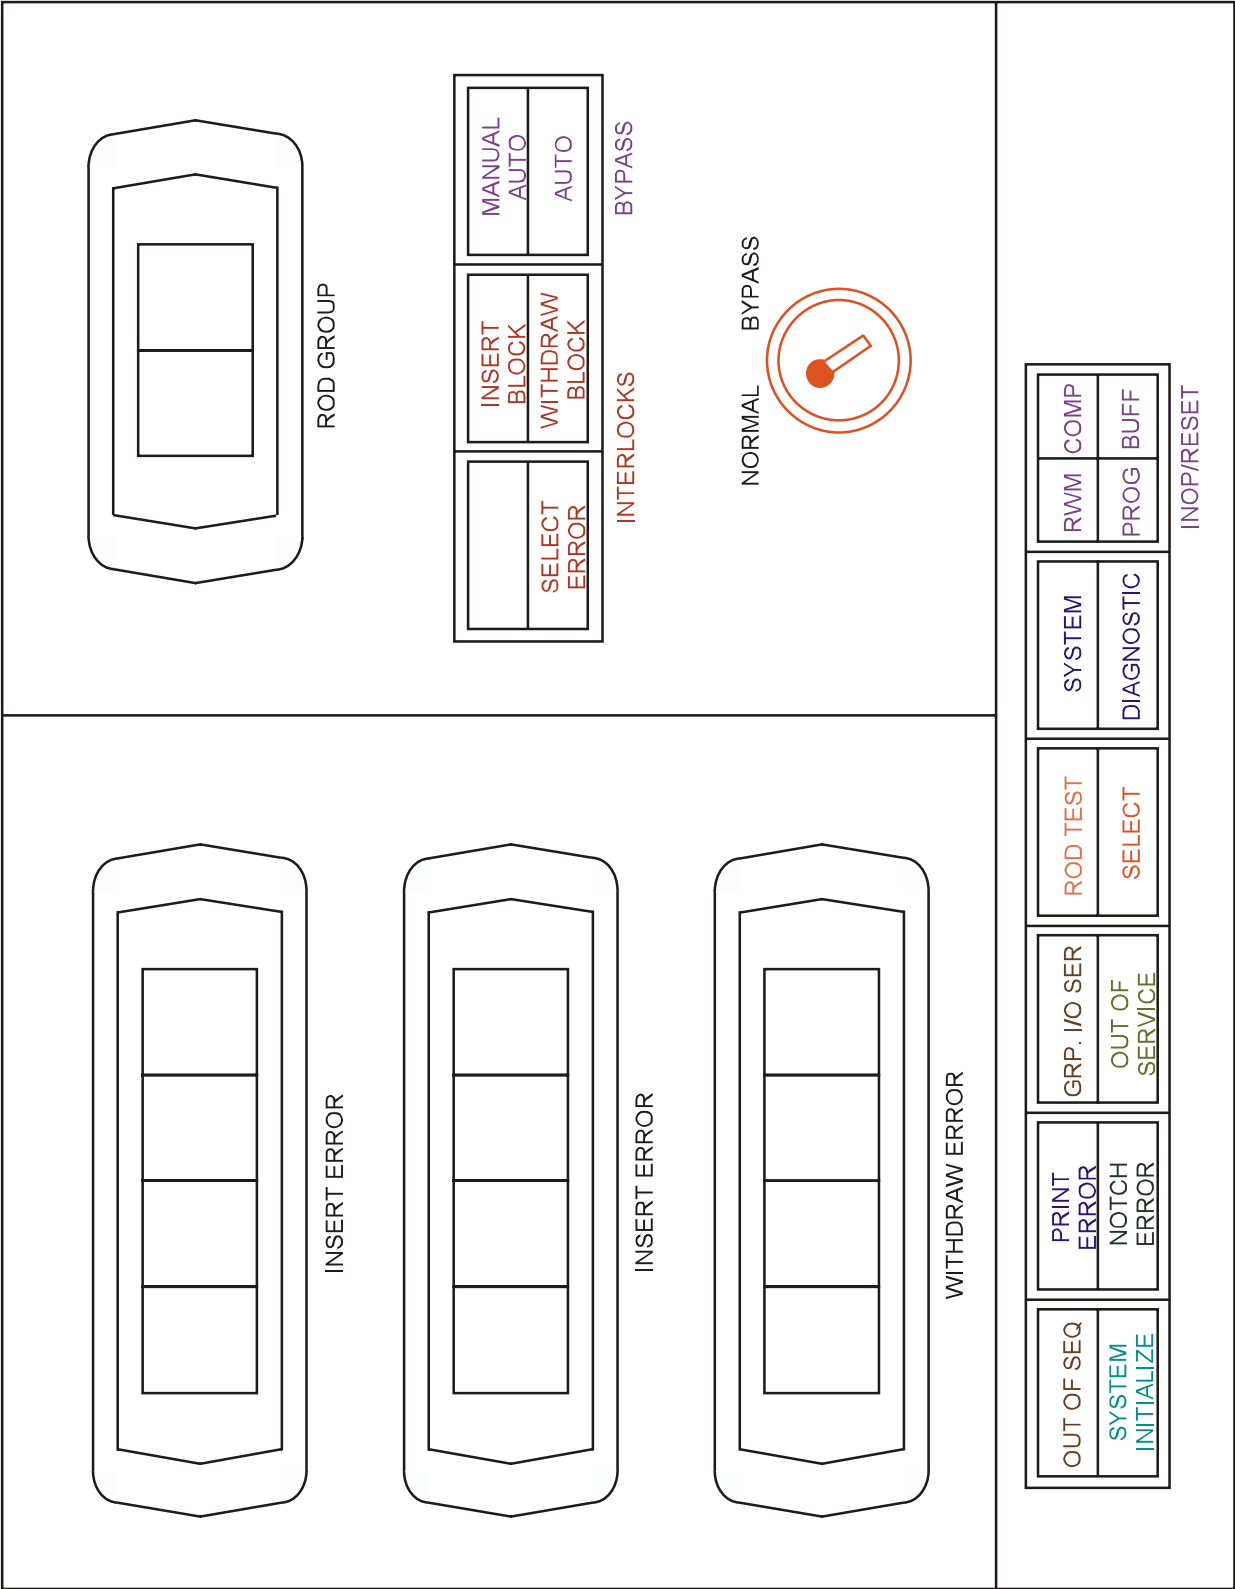 INSERT ERROR
INSERT ERROR
WITHDRAW ERROR
ROD GROUP
SELECT
ERROR
INSERT
BLOCK
WITHDRAW
BLOCK
MANUAL
AUTO
AUTO
INTERLOCKS
BYPASS
NORMAL
BYPASS
OUT OF SEQ
SYSTEM
INITIALIZE
PRINT
ERROR
NOTCH
ERROR
GRP. I/O SER
OUT OF
SERVICE
ROD TEST
SELECT
SYSTEM
DIAGNOSTIC
RWM
COMP
PROG
BUFF
INOP/RESET